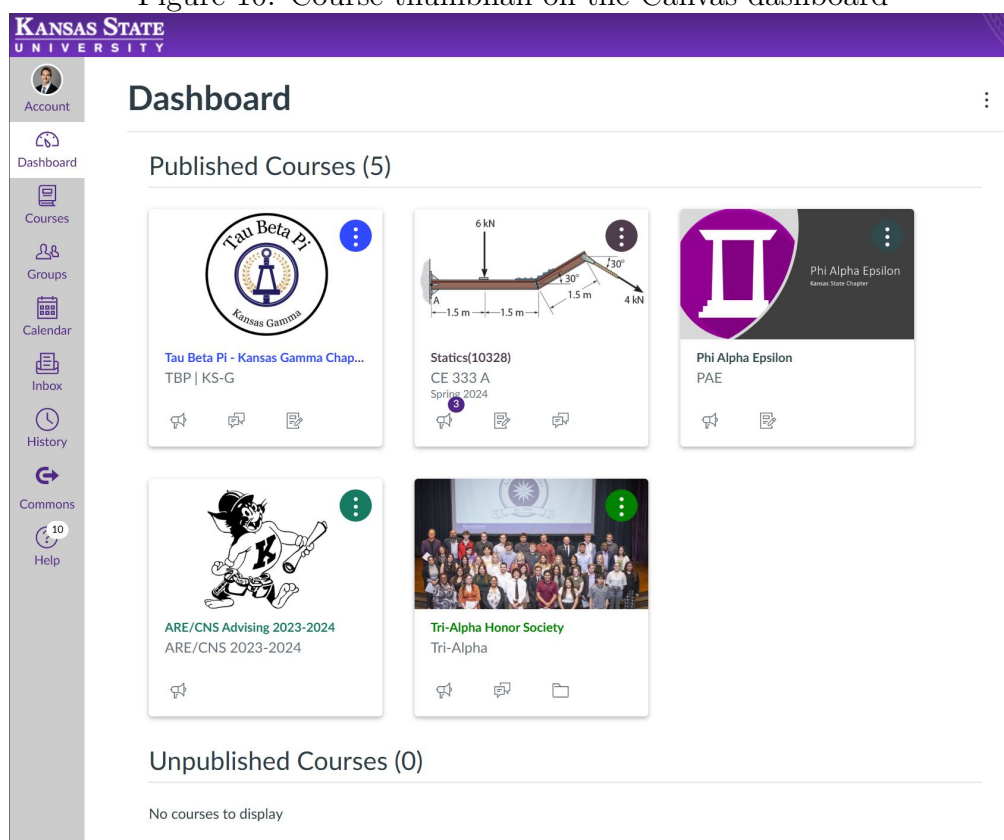 Figure 10: Course thumbnail on the Canvas dashboard
KANSAS STATE
UNIVERSITY
Account
Dashboard
Courses
Groups
Calendar
Inbox
History
Commons
10
Help
Dashboard
Published Courses (5)
Tau Beta Pi
Kansas Gamma
Tau Beta Pi - Kansas Gamma Chap...
TBP | KS-G
6 kN
30°
30°
A
1.5 m
1.5 m
1.5 m
4 kN
Statics(10328)
CE 333 A
Spring 2024
3
Phi Alpha Epsilon
Kansas State Chapter
Phi Alpha Epsilon
PAE
K
ARE/CNS Advising 2023-2024
ARE/CNS 2023-2024
Tri-Alpha Honor Society
Tri-Alpha
Unpublished Courses (0)
No courses to display